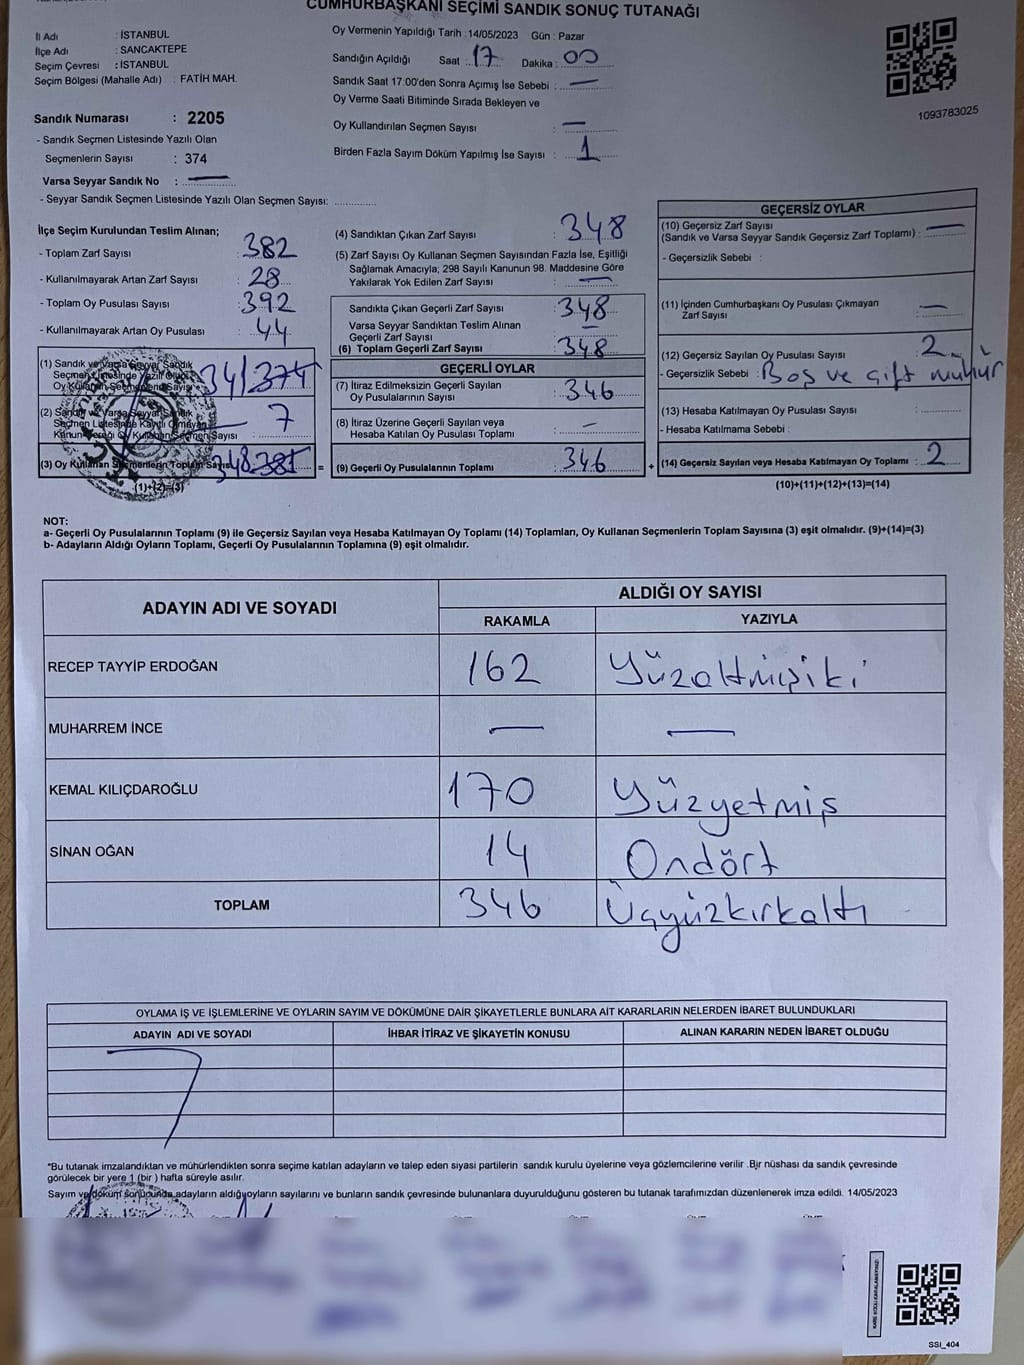 CUMHURBAŞKANI SEÇİMİ SANDIK SONUÇ TUTANAĞI
İl Adı : İSTANBUL
İlçe Adı : SANCAKTEPE
Seçim Çevresi : İSTANBUL
Seçim Bölgesi (Mahalle Adı) : FATİH MAH.
Oy Vermenin Yapıldığı Tarih : 14/05/2023 Gün : Pazar
Sandığın Açıldığı Saat : 17 Dakika : 00
Sandık Saat 17:00'den Sonra Açımış İse Sebebi : —
Oy Verme Saati Bitiminde Sırada Bekleyen ve
Oy Kullandırılan Seçmen Sayısı : —
Birden Fazla Sayım Döküm Yapılmış İse Sayısı : 1
1093783025
Sandık Numarası : 2205
- Sandık Seçmen Listesinde Yazılı Olan
Seçmenlerin Sayısı : 374
Varsa Seyyar Sandık No : —
- Seyyar Sandık Seçmen Listesinde Yazılı Olan Seçmen Sayısı: ............
İlçe Seçim Kurulundan Teslim Alınan;
- Toplam Zarf Sayısı : 382
- Kullanılmayarak Artan Zarf Sayısı : 28
- Toplam Oy Pusulası Sayısı : 392
- Kullanılmayarak Artan Oy Pusulası : 44
(1) Sandık ve Varsa Seyyar Sandık
Seçmen Listesinde Yazılı Olup
Oy Kullanan Seçmenlerin Sayısı : 341 374
(2) Sandık ve Varsa Seyyar Sandık
Seçmen Listesinde Kayıtlı Olmayan
Kanun Gereği Oy Kullanan Seçmen Sayısı : 7
(3) Oy Kullanan Seçmenlerin Toplam Sayısı 348 381 =
(1)+(2)=(3)
(4) Sandıktan Çıkan Zarf Sayısı : 348
(5) Zarf Sayısı Oy Kullanan Seçmen Sayısından Fazla İse, Eşitliği
Sağlamak Amacıyla; 298 Sayılı Kanunun 98. Maddesine Göre
Yakılarak Yok Edilen Zarf Sayısı : —
Sandıkta Çıkan Geçerli Zarf Sayısı : 348
Varsa Seyyar Sandıktan Teslim Alınan
Geçerli Zarf Sayısı : —
(6) Toplam Geçerli Zarf Sayısı : 348
GEÇERLİ OYLAR
(7) İtiraz Edilmeksizin Geçerli Sayılan
Oy Pusulalarının Sayısı : 346
(8) İtiraz Üzerine Geçerli Sayılan veya
Hesaba Katılan Oy Pusulası Toplamı : —
(9) Geçerli Oy Pusulalarının Toplamı : 346 +
GEÇERSİZ OYLAR
(10) Geçersiz Zarf Sayısı
(Sandık ve Varsa Seyyar Sandık Geçersiz Zarf Toplamı) : —
- Geçersizlik Sebebi :
(11) İçinden Cumhurbaşkanı Oy Pusulası Çıkmayan
Zarf Sayısı : —
(12) Geçersiz Sayılan Oy Pusulası Sayısı : 2
- Geçersizlik Sebebi : Boş ve çift mühür
(13) Hesaba Katılmayan Oy Pusulası Sayısı : ............
- Hesaba Katılmama Sebebi :
(14) Geçersiz Sayılan veya Hesaba Katılmayan Oy Toplamı : 2
(10)+(11)+(12)+(13)=(14)
NOT:
a- Geçerli Oy Pusulalarının Toplamı (9) ile Geçersiz Sayılan veya Hesaba Katılmayan Oy Toplamı (14) Toplamları, Oy Kullanan Seçmenlerin Toplam Sayısına (3) eşit olmalıdır. (9)+(14)=(3)
b- Adayların Aldığı Oyların Toplamı, Geçerli Oy Pusulalarının Toplamına (9) eşit olmalıdır.
ADAYIN ADI VE SOYADI
ALDIĞI OY SAYISI
RAKAMLA YAZIYLA
RECEP TAYYİP ERDOĞAN 162 Yüzaltmışiki
MUHARREM İNCE — —
KEMAL KILIÇDAROĞLU 170 Yüzyetmiş
SİNAN OĞAN 14 Ondört
TOPLAM 346 Üçyüzkırkaltı
OYLAMA İŞ VE İŞLEMLERİNE VE OYLARIN SAYIM VE DÖKÜMÜNE DAİR ŞİKAYETLERLE BUNLARA AİT KARARLARIN NELERDEN İBARET BULUNDUKLARI
ADAYIN ADI VE SOYADI İHBAR İTİRAZ VE ŞİKAYETİN KONUSU ALINAN KARARIN NEDEN İBARET OLDUĞU
*Bu tutanak imzalandıktan ve mühürlendikten sonra seçime katılan adayların ve talep eden siyasi partilerin sandık kurulu üyelerine veya gözlemcilerine verilir .Bir nüshası da sandık çevresinde
görülecek bir yere 1 (bir ) hafta süreyle asılır.
Sayım ve döküm sonucunda adayların aldığı oyların sayılarını ve bunların sandık çevresinde bulunanlara duyurulduğunu gösteren bu tutanak tarafımızdan düzenlenerek imza edildi. 14/05/2023
KARE KODU KARALAMAYINIZ!
SSİ_404